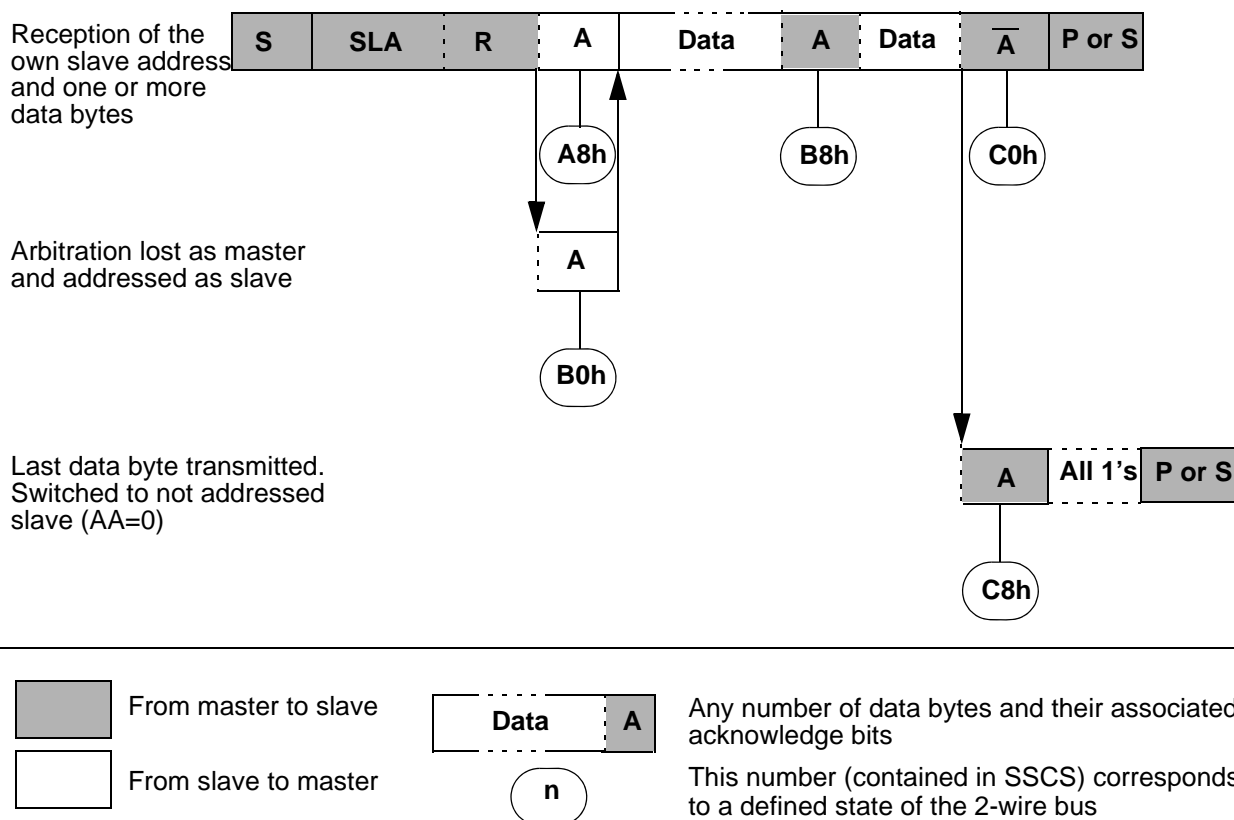 Reception of the
own slave address
and one or more
data bytes
S SLA R A Data A Data A P or S
A8h B8h C0h
Arbitration lost as master
and addressed as slave
A
B0h
Last data byte transmitted.
Switched to not addressed
slave (AA=0)
A All 1's P or S
C8h
From master to slave
Data A
Any number of data bytes and their associated
acknowledge bits
From slave to master
n
This number (contained in SSCS) corresponds
to a defined state of the 2-wire bus